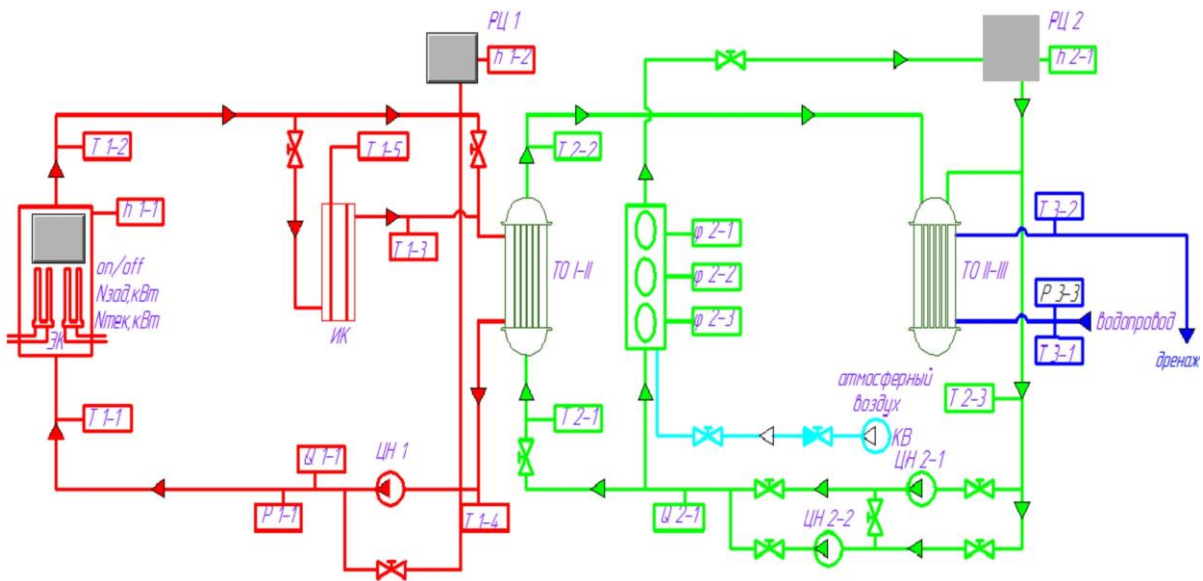 РЦ 1
РЦ 2
h 1-2
h 2-1
T 1-2
T 1-5
T 2-2
h 1-1
T 3-2
on/off
Nзад,кВт
Nтек,кВт
ЭК
T 1-3
ИК
ТО I-II
φ 2-1
φ 2-2
φ 2-3
ТО II-III
P 3-3
водопровод
T 3-1
дренаж
атмосферный
воздух
T 1-1
T 2-1
T 2-3
КВ
Q 1-1
ЦН 1
ЦН 2-1
P 1-1
T 1-4
Q 2-1
ЦН 2-2